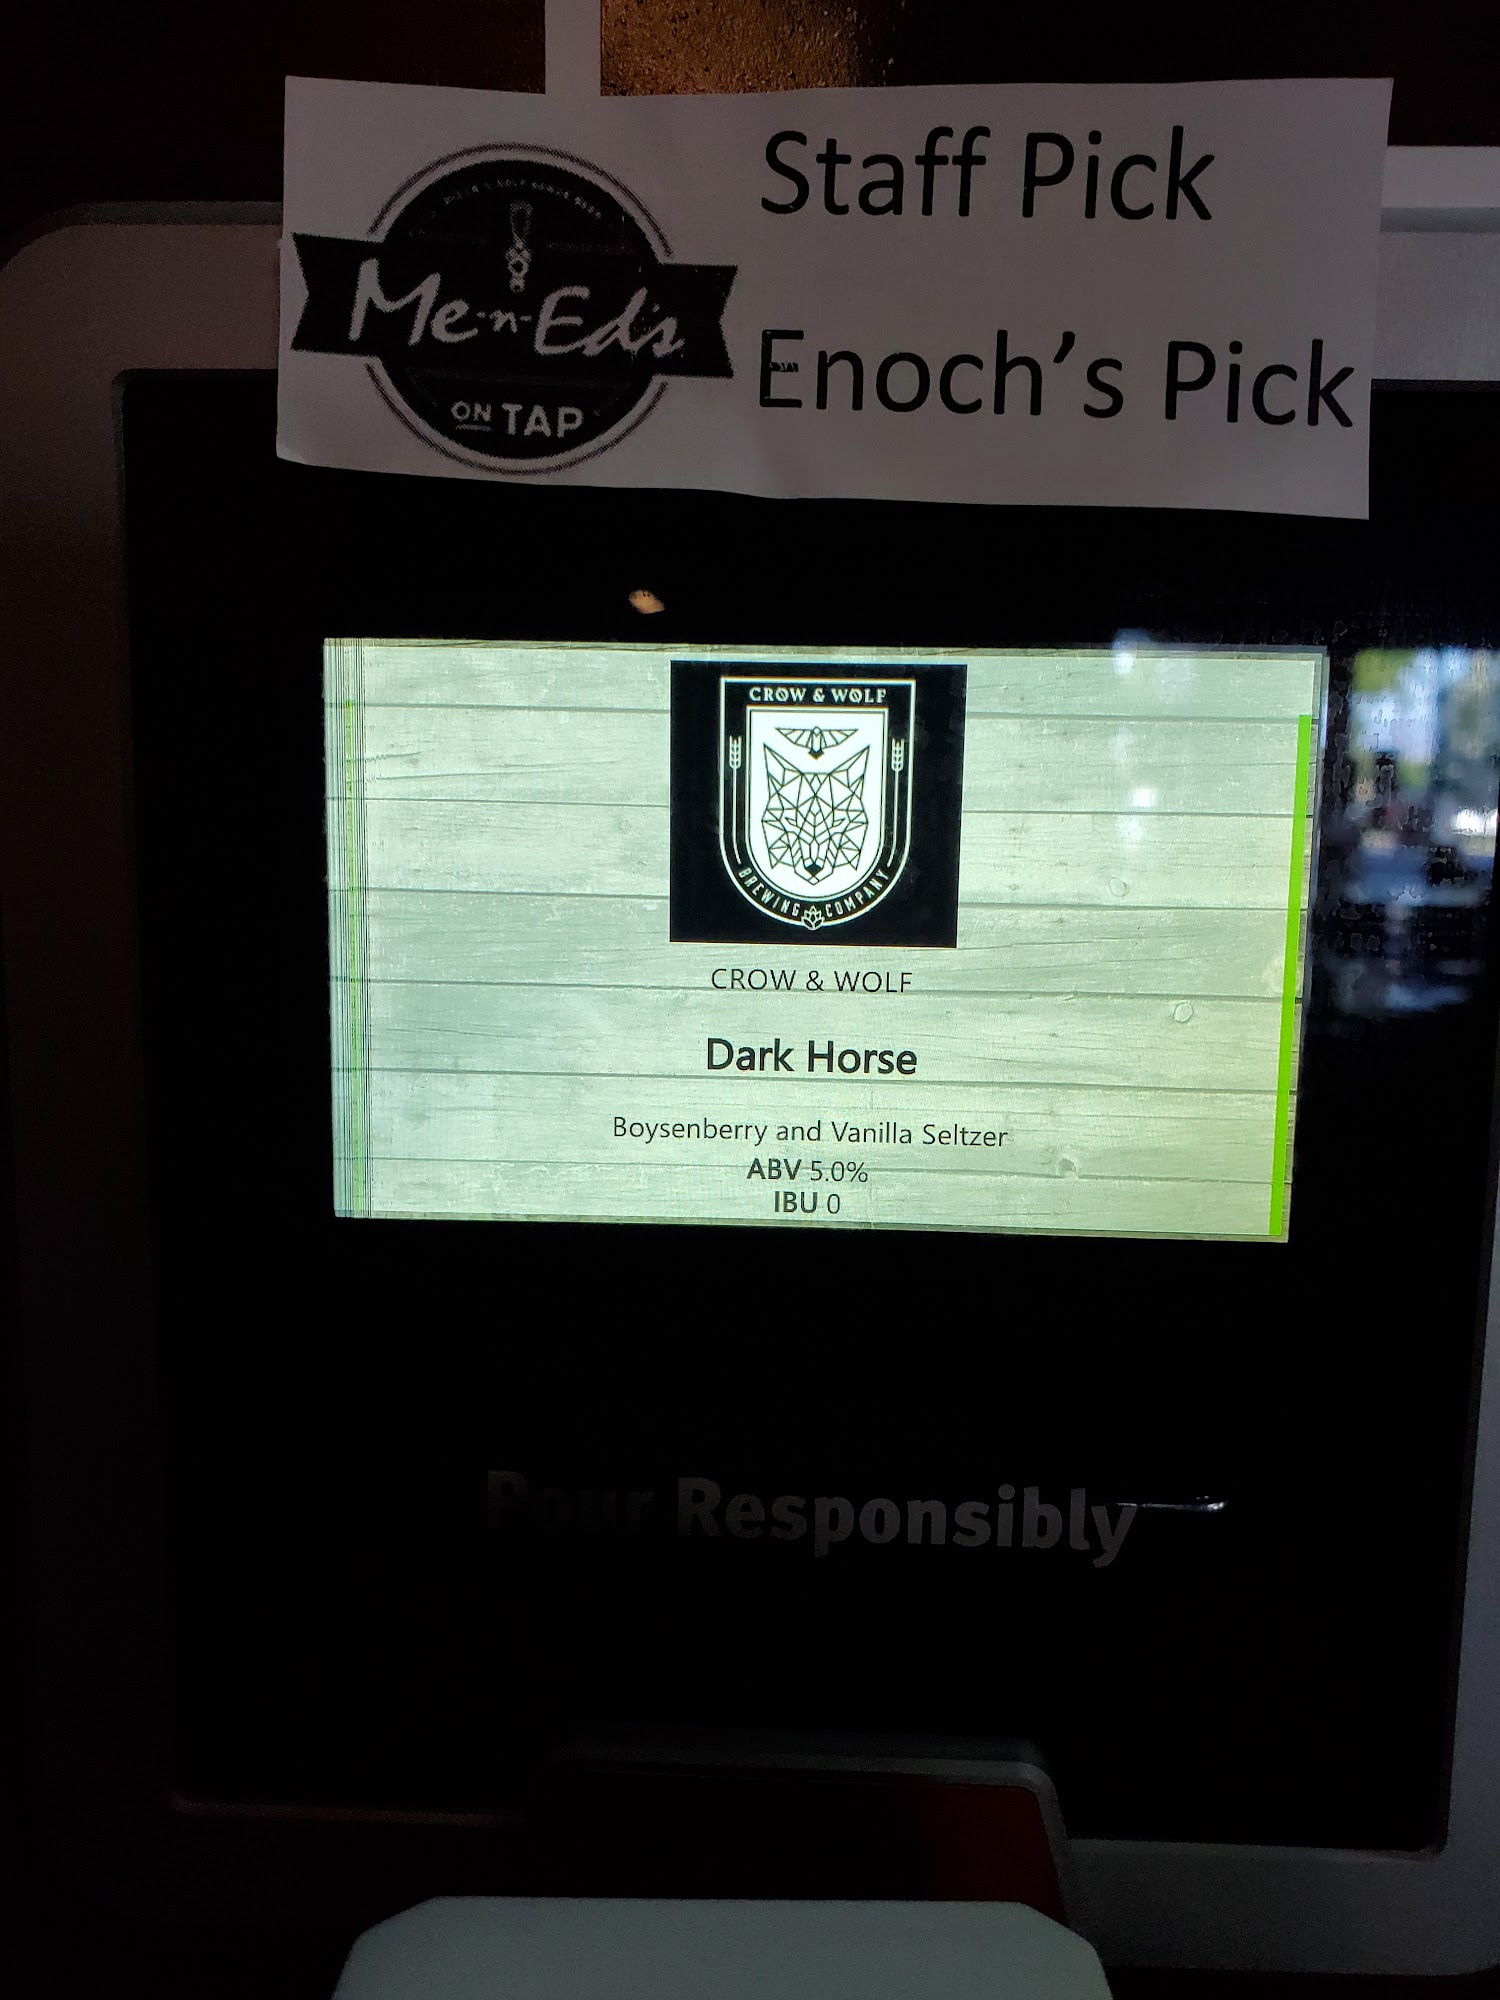 Staff Pick
Me-n-Ed's
ON TAP
Enoch's Pick
CROW & WOLF
BREWING COMPANY
CROW & WOLF
Dark Horse
Boysenberry and Vanilla Seltzer
ABV 5.0%
IBU 0
Pour Responsibly